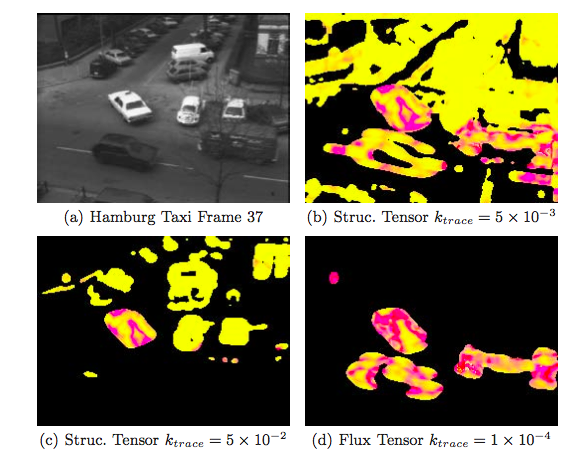 (a) Hamburg Taxi Frame 37
(b) Struc. Tensor k_trace = 5 × 10⁻³
(c) Struc. Tensor k_trace = 5 × 10⁻²
(d) Flux Tensor k_trace = 1 × 10⁻⁴